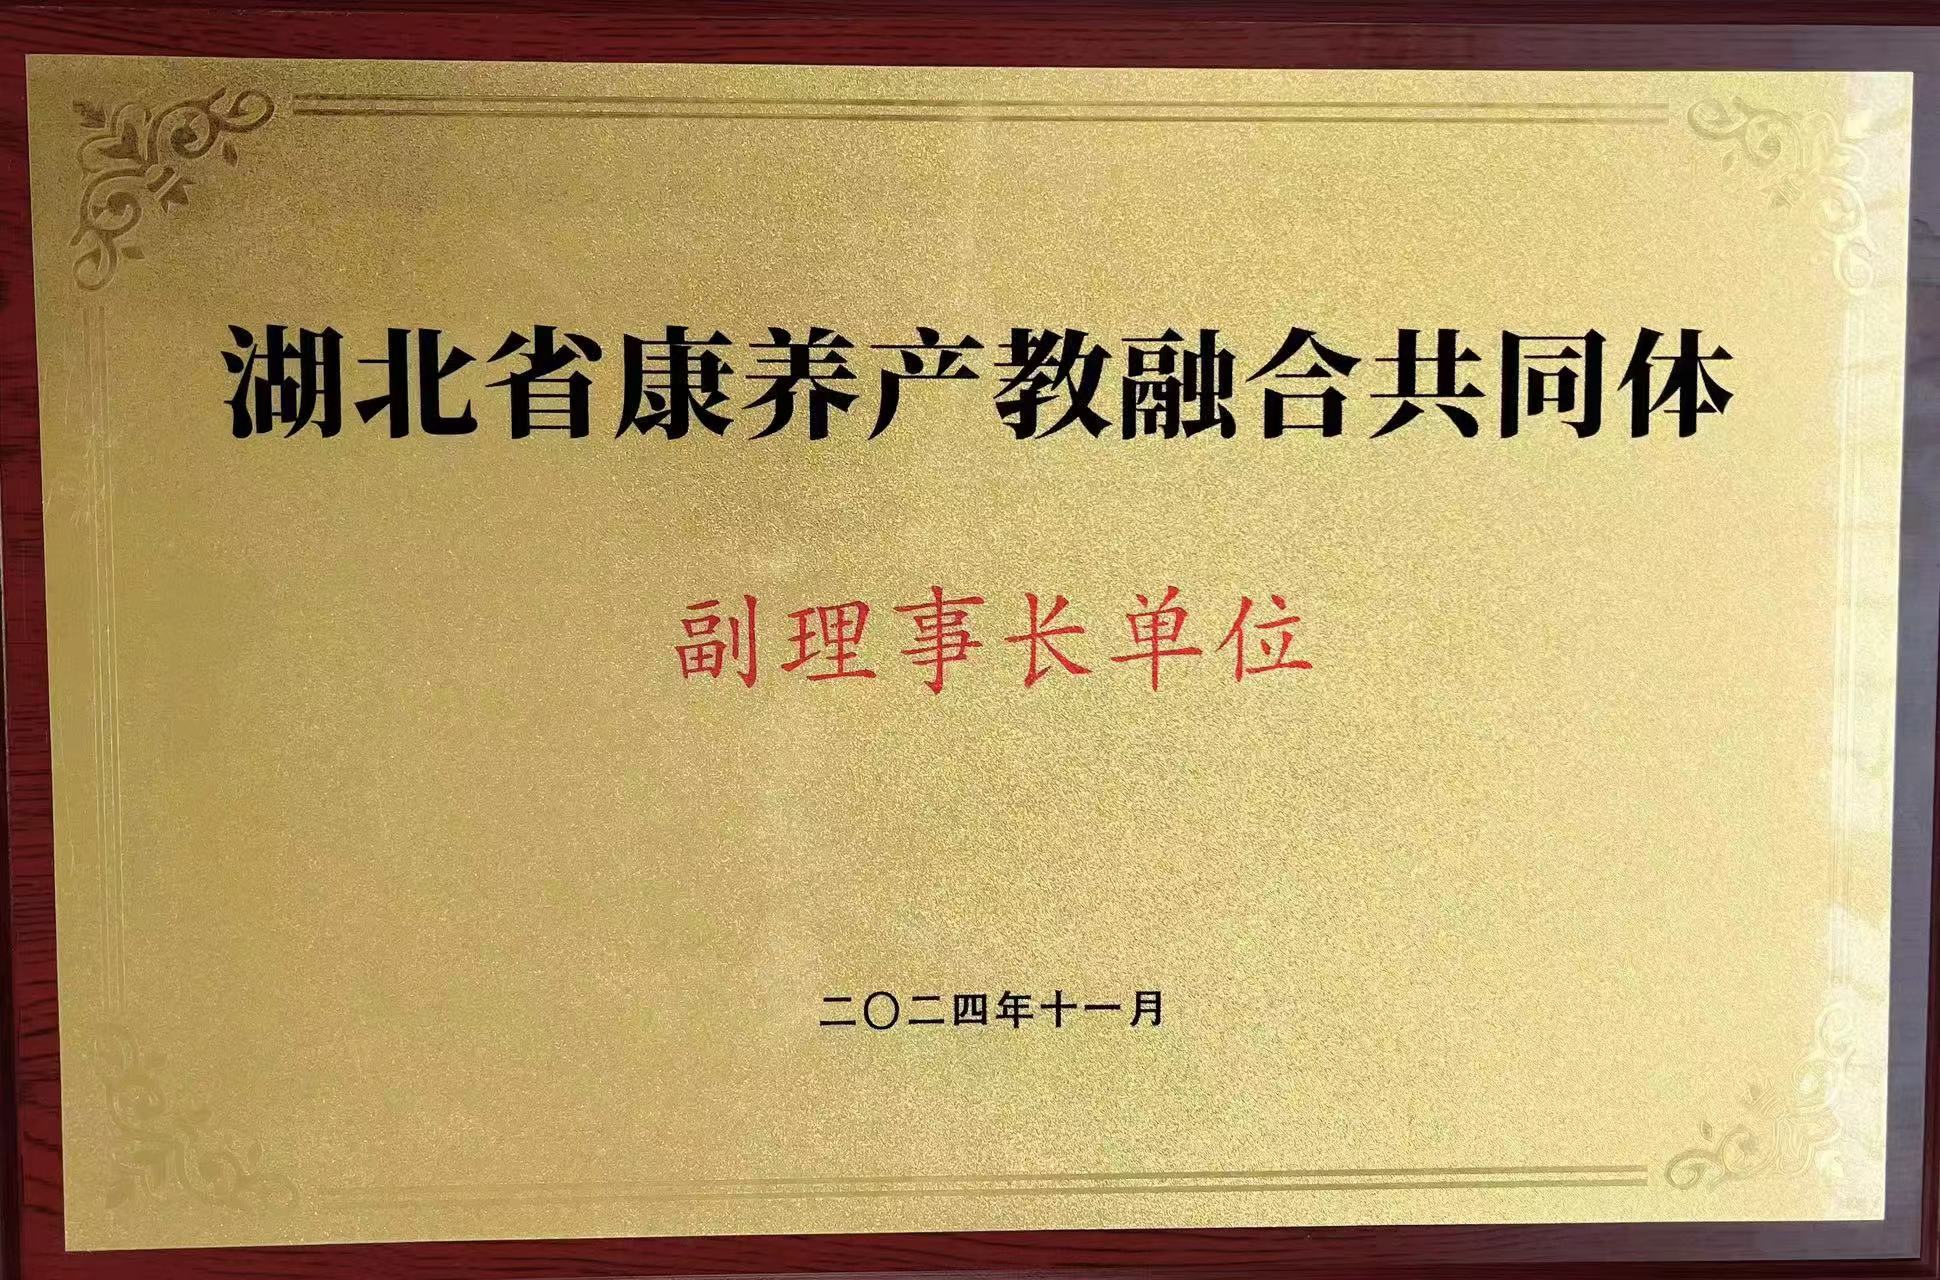 湖北省康养产教融合共同体
副理事长单位
二〇二四年十一月